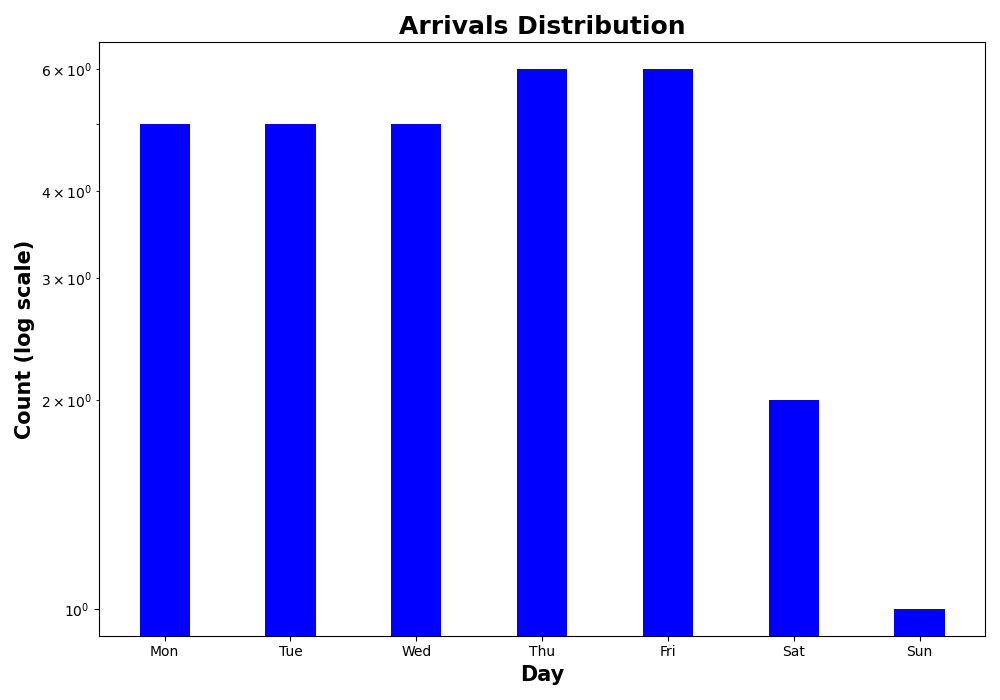 Arrivals Distribution
6 × 10⁰
4 × 10⁰
3 × 10⁰
2 × 10⁰
10⁰
Count (log scale)
Mon Tue Wed Thu Fri Sat Sun
Day